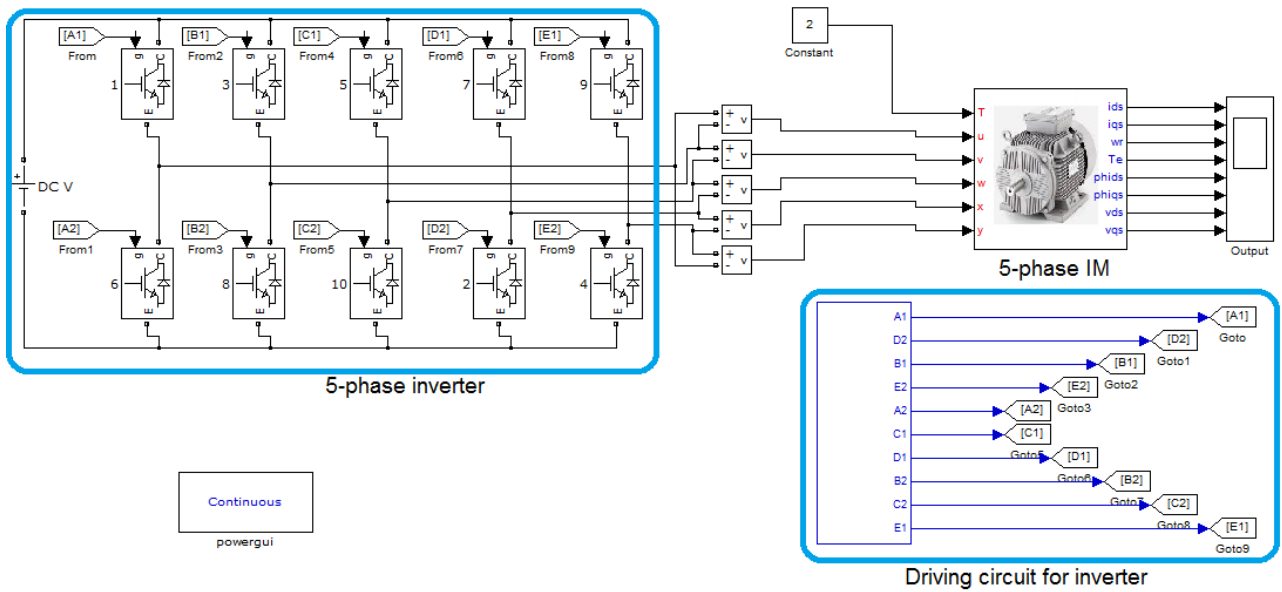 [A1]
[B1]
[C1]
[D1]
[E1]
From
From2
From4
From6
From8
g C
g C
g C
g C
g C
1
3
5
7
9
E
E
E
E
E
+
DC V
[A2]
[B2]
[C2]
[D2]
[E2]
From1
From3
From5
From7
From9
g C
g C
g C
g C
g C
6
8
10
2
4
E
E
E
E
E
5-phase inverter
2
Constant
+
- v
+
- v
+
- v
+
- v
+
- v
T
u
v
w
x
y
ids
iqs
wr
Te
phids
phiqs
vds
vqs
5-phase IM
Output
A1
D2
B1
E2
A2
C1
D1
B2
C2
E1
[A1]
Goto
[D2]
Goto1
[B1]
Goto2
[E2]
Goto3
[A2]
[C1]
Goto5
[D1]
Goto6
[B2]
Goto7
[C2]
Goto8
[E1]
Goto9
Driving circuit for inverter
Continuous
powergui